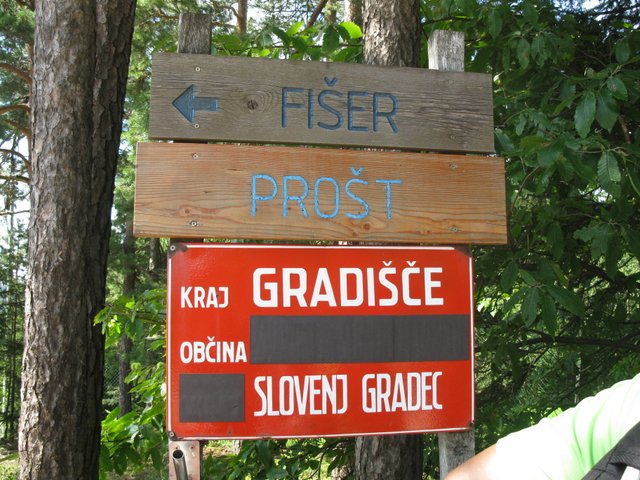 FIŠER
PROŠT
KRAJ GRADIŠČE
OBČINA
SLOVENJ GRADEC